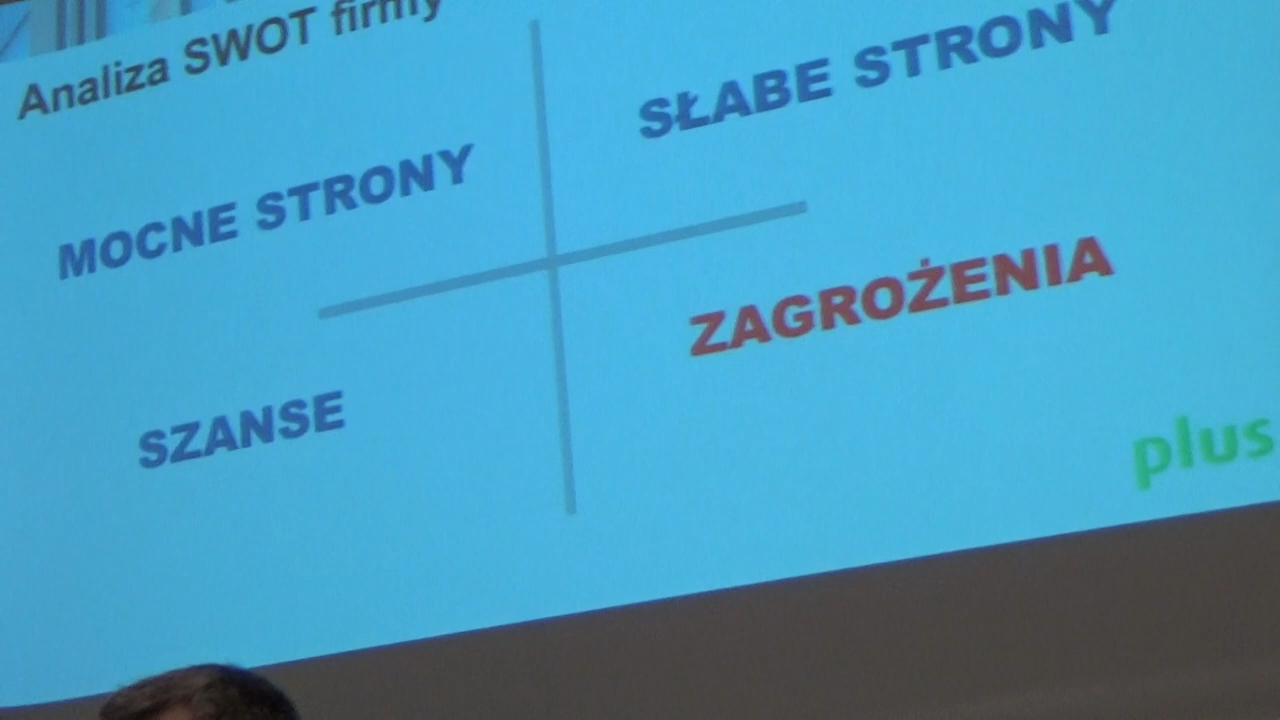 Analiza SWOT firmy
MOCNE STRONY
SŁABE STRONY
SZANSE
ZAGROŻENIA
plus